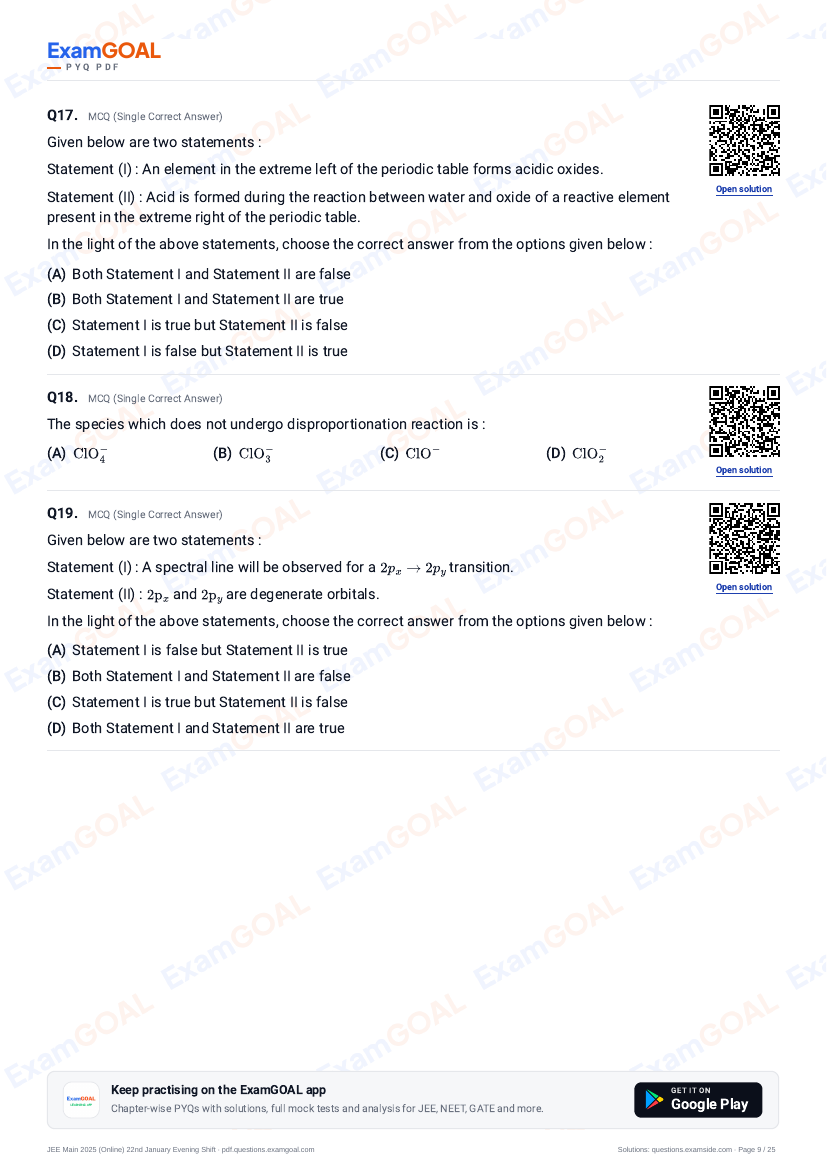 ExamGOAL
PYQ PDF
Q17. MCQ (Single Correct Answer)
Given below are two statements :
Statement (I) : An element in the extreme left of the periodic table forms acidic oxides.
Open solution
Statement (II) : Acid is formed during the reaction between water and oxide of a reactive element
present in the extreme right of the periodic table.
In the light of the above statements, choose the correct answer from the options given below :
(A) Both Statement I and Statement II are false
(B) Both Statement I and Statement II are true
(C) Statement I is true but Statement II is false
(D) Statement I is false but Statement II is true
Q18. MCQ (Single Correct Answer)
The species which does not undergo disproportionation reaction is :
(A) ClO₄⁻ (B) ClO₃⁻ (C) ClO⁻ (D) ClO₂⁻
Open solution
Q19. MCQ (Single Correct Answer)
Given below are two statements :
Statement (I) : A spectral line will be observed for a 2pₓ → 2p_y transition.
Open solution
Statement (II) : 2pₓ and 2p_y are degenerate orbitals.
In the light of the above statements, choose the correct answer from the options given below :
(A) Statement I is false but Statement II is true
(B) Both Statement I and Statement II are false
(C) Statement I is true but Statement II is false
(D) Both Statement I and Statement II are true
ExamGOAL
Keep practising on the ExamGOAL app
Chapter-wise PYQs with solutions, full mock tests and analysis for JEE, NEET, GATE and more.
GET IT ON
Google Play
JEE Main 2025 (Online) 22nd January Evening Shift · pdf.questions.examgoal.com
Solutions: questions.examside.com · Page 9 / 25